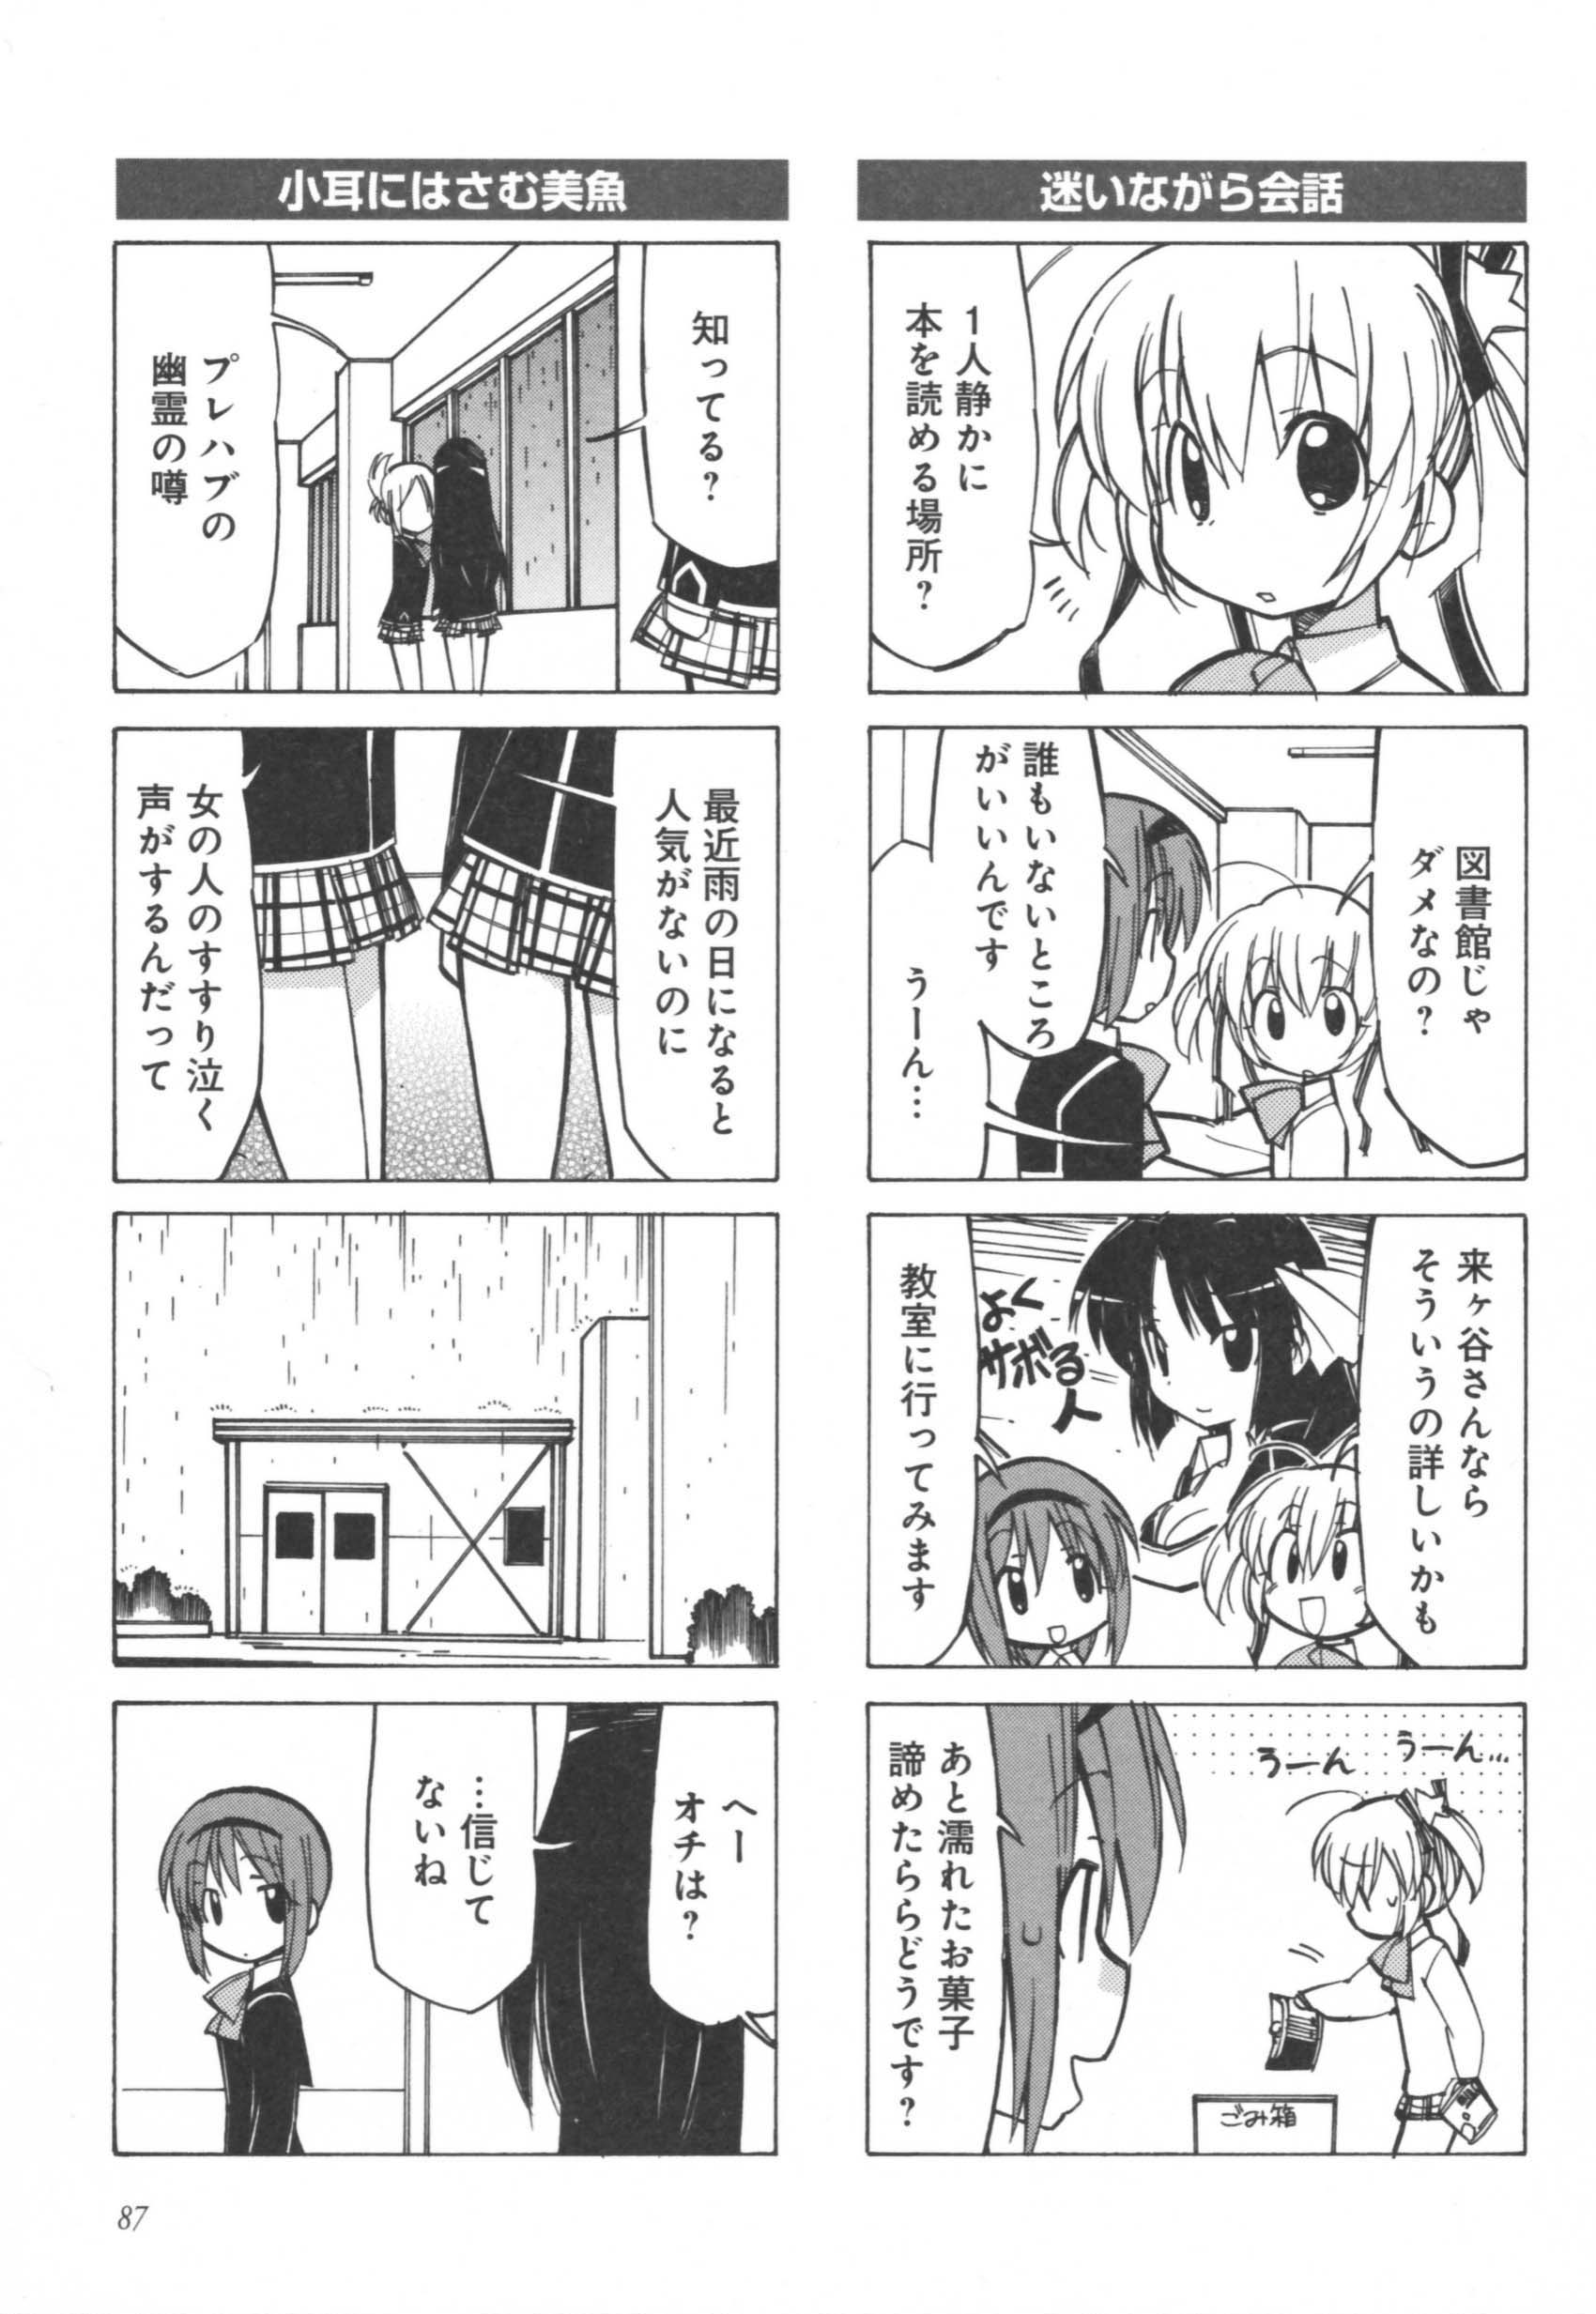 迷いながら会話
1人静かに
本を読める場所?
図書館じゃ
ダメなの?
誰もいないところ
がいいんです
うーん…
来ヶ谷さんなら
そういうの詳しいかも
よく
サボる
人
教室に行ってみます
うーん…
うーん
ごみ箱
あと濡れたお菓子
諦めたららどうです?
小耳にはさむ美魚
知ってる?
プレハブの
幽霊の噂
最近雨の日になると
人気がないのに
女の人のすすり泣く
声がするんだって
へー
オチは?
…信じて
ないね
87